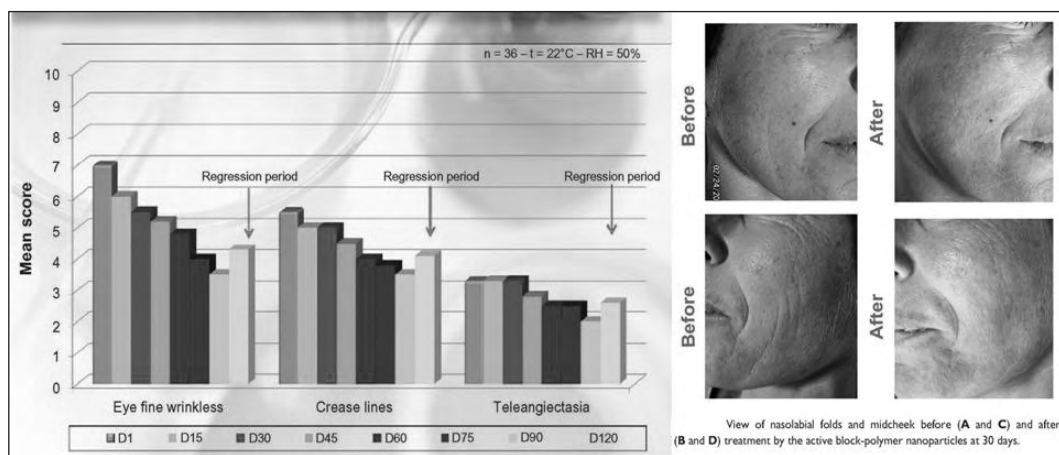 n = 36 – t = 22°C – RH = 50%
Mean score
10
9
8
7
6
5
4
3
2
1
0
Regression period
Regression period
Regression period
Eye fine wrinkless
Crease lines
Teleangiectasia
D1 D15 D30 D45 D60 D75 D90 D120
Before
After
02/24/20
Before
After
View of nasolabial folds and midcheek before (A and C) and after
(B and D) treatment by the active block-polymer nanoparticles at 30 days.